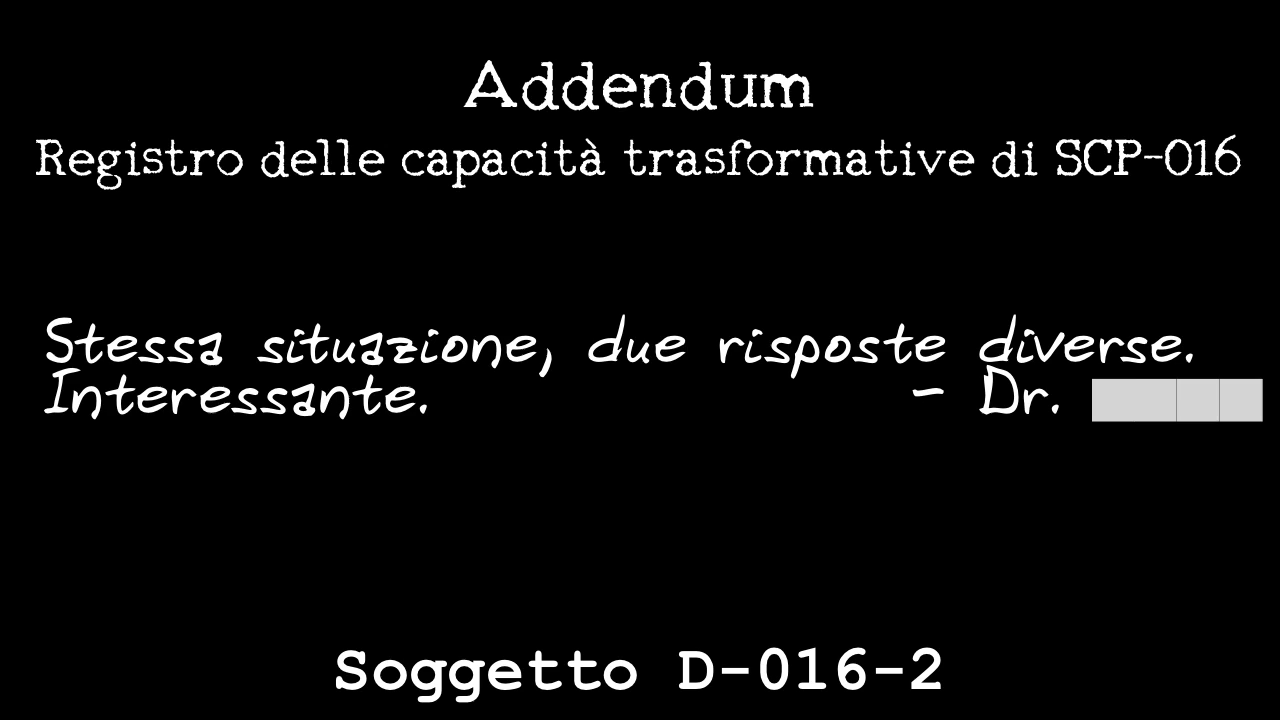 Addendum
Registro delle capacità trasformative di SCP-016
Stessa situazione, due risposte diverse.
Interessante. - Dr. ████
Soggetto D-016-2